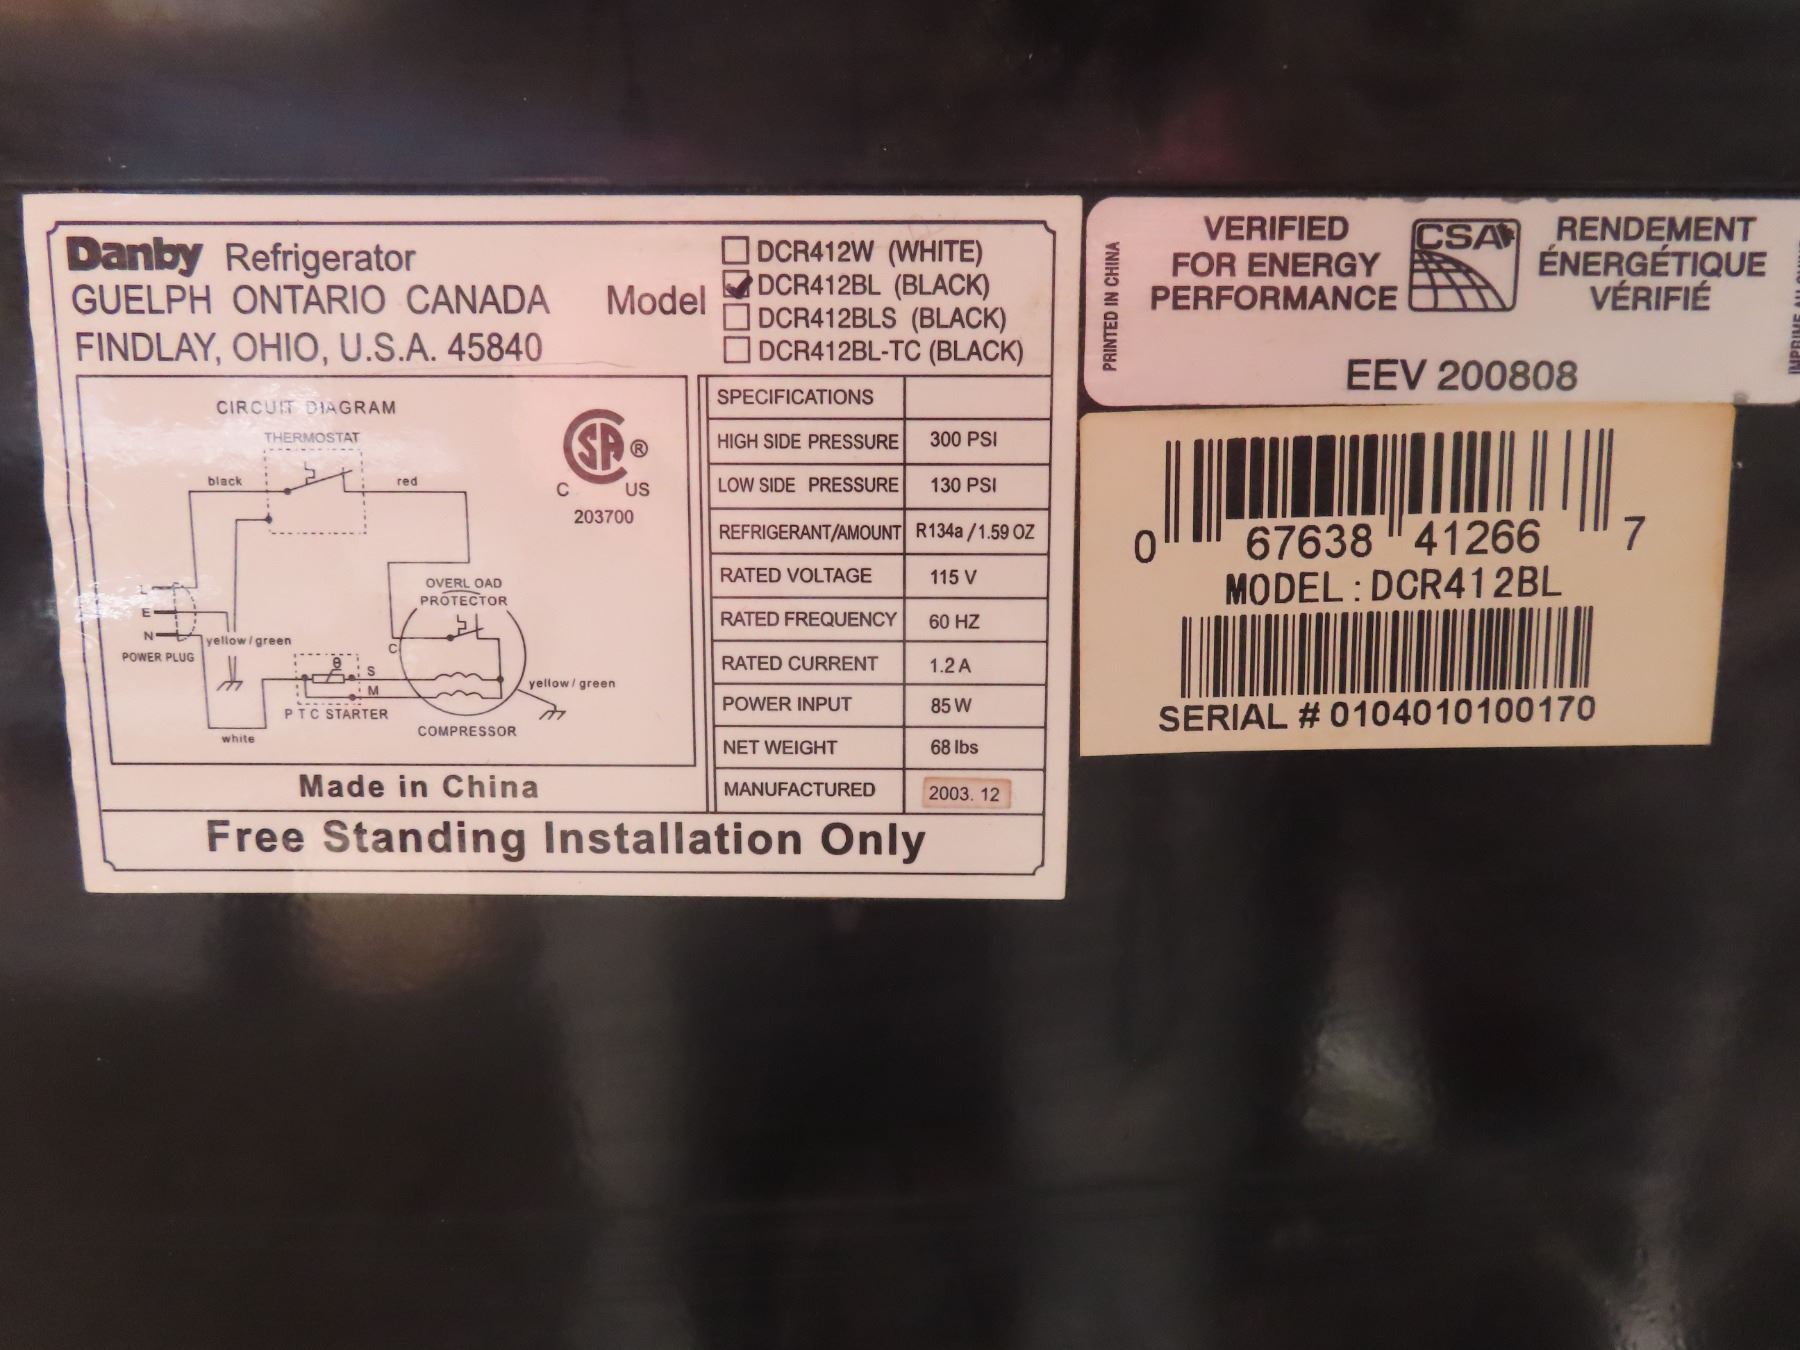 Danby Refrigerator
GUELPH ONTARIO CANADA
FINDLAY, OHIO, U.S.A. 45840
Model
DCR412W (WHITE)
DCR412BL (BLACK)
DCR412BLS (BLACK)
DCR412BL-TC (BLACK)
CIRCUIT DIAGRAM
THERMOSTAT
black
red
SA ®
C US
203700
OVERLOAD
PROTECTOR
L
E
N
yellow/green
POWER PLUG
C
θ
S
M
yellow/green
PTC STARTER
COMPRESSOR
white
SPECIFICATIONS
HIGH SIDE PRESSURE 300 PSI
LOW SIDE PRESSURE 130 PSI
REFRIGERANT/AMOUNT R134a /1.59 OZ
RATED VOLTAGE 115 V
RATED FREQUENCY 60 HZ
RATED CURRENT 1.2 A
POWER INPUT 85 W
NET WEIGHT 68 lbs
MANUFACTURED 2003. 12
Made in China
Free Standing Installation Only
PRINTED IN CHINA
VERIFIED
FOR ENERGY
PERFORMANCE
CSA
RENDEMENT
ÉNERGÉTIQUE
VÉRIFIÉ
EEV 200808
0 67638 41266 7
MODEL:DCR412BL
SERIAL # 0104010100170